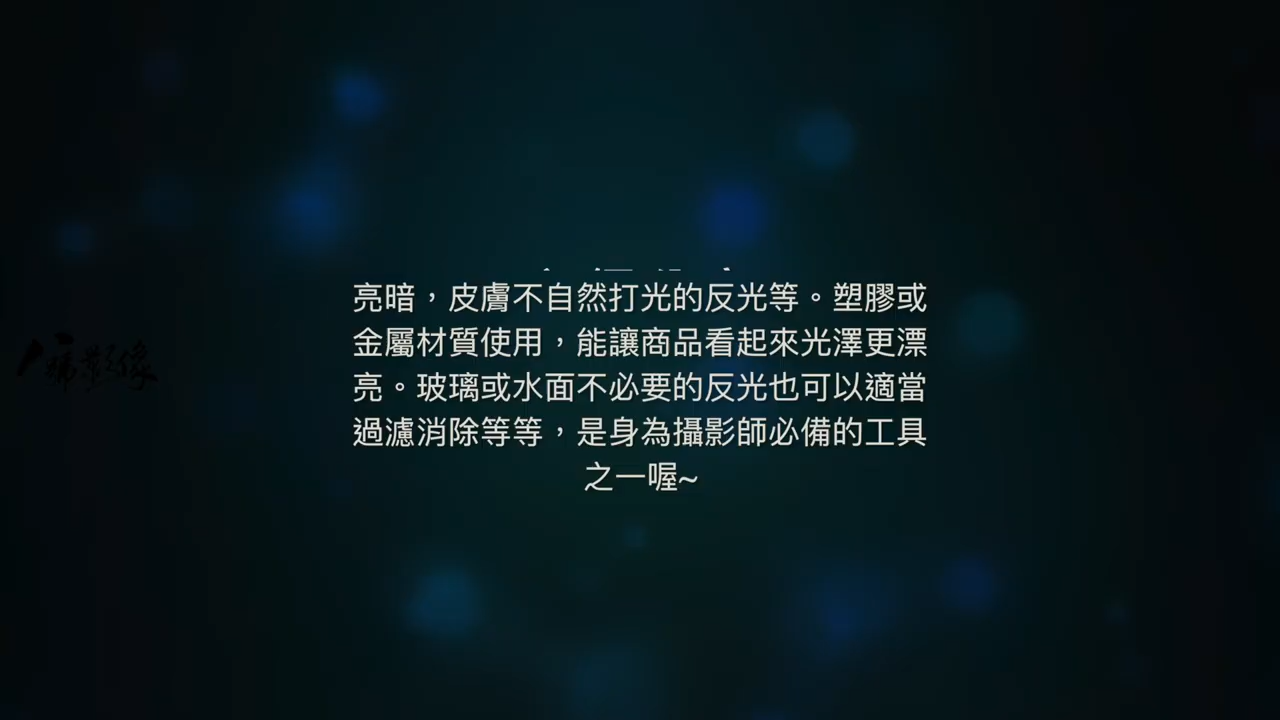 亮暗，皮膚不自然打光的反光等。塑膠或
金屬材質使用，能讓商品看起來光澤更漂
亮。玻璃或水面不必要的反光也可以適當
過濾消除等等，是身為攝影師必備的工具
之一喔~
影像